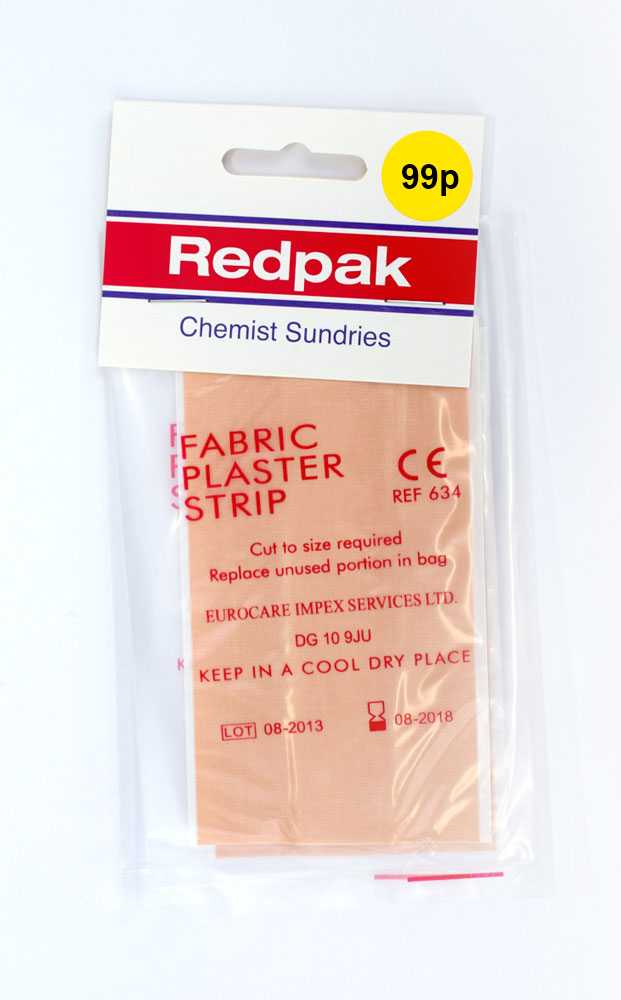 99p
Redpak
Chemist Sundries
FABRIC
PLASTER
STRIP
CE
REF 634
Cut to size required
Replace unused portion in bag
EUROCARE IMPEX SERVICES LTD.
DG 10 9JU
KEEP IN A COOL DRY PLACE
LOT 08-2013
08-2018